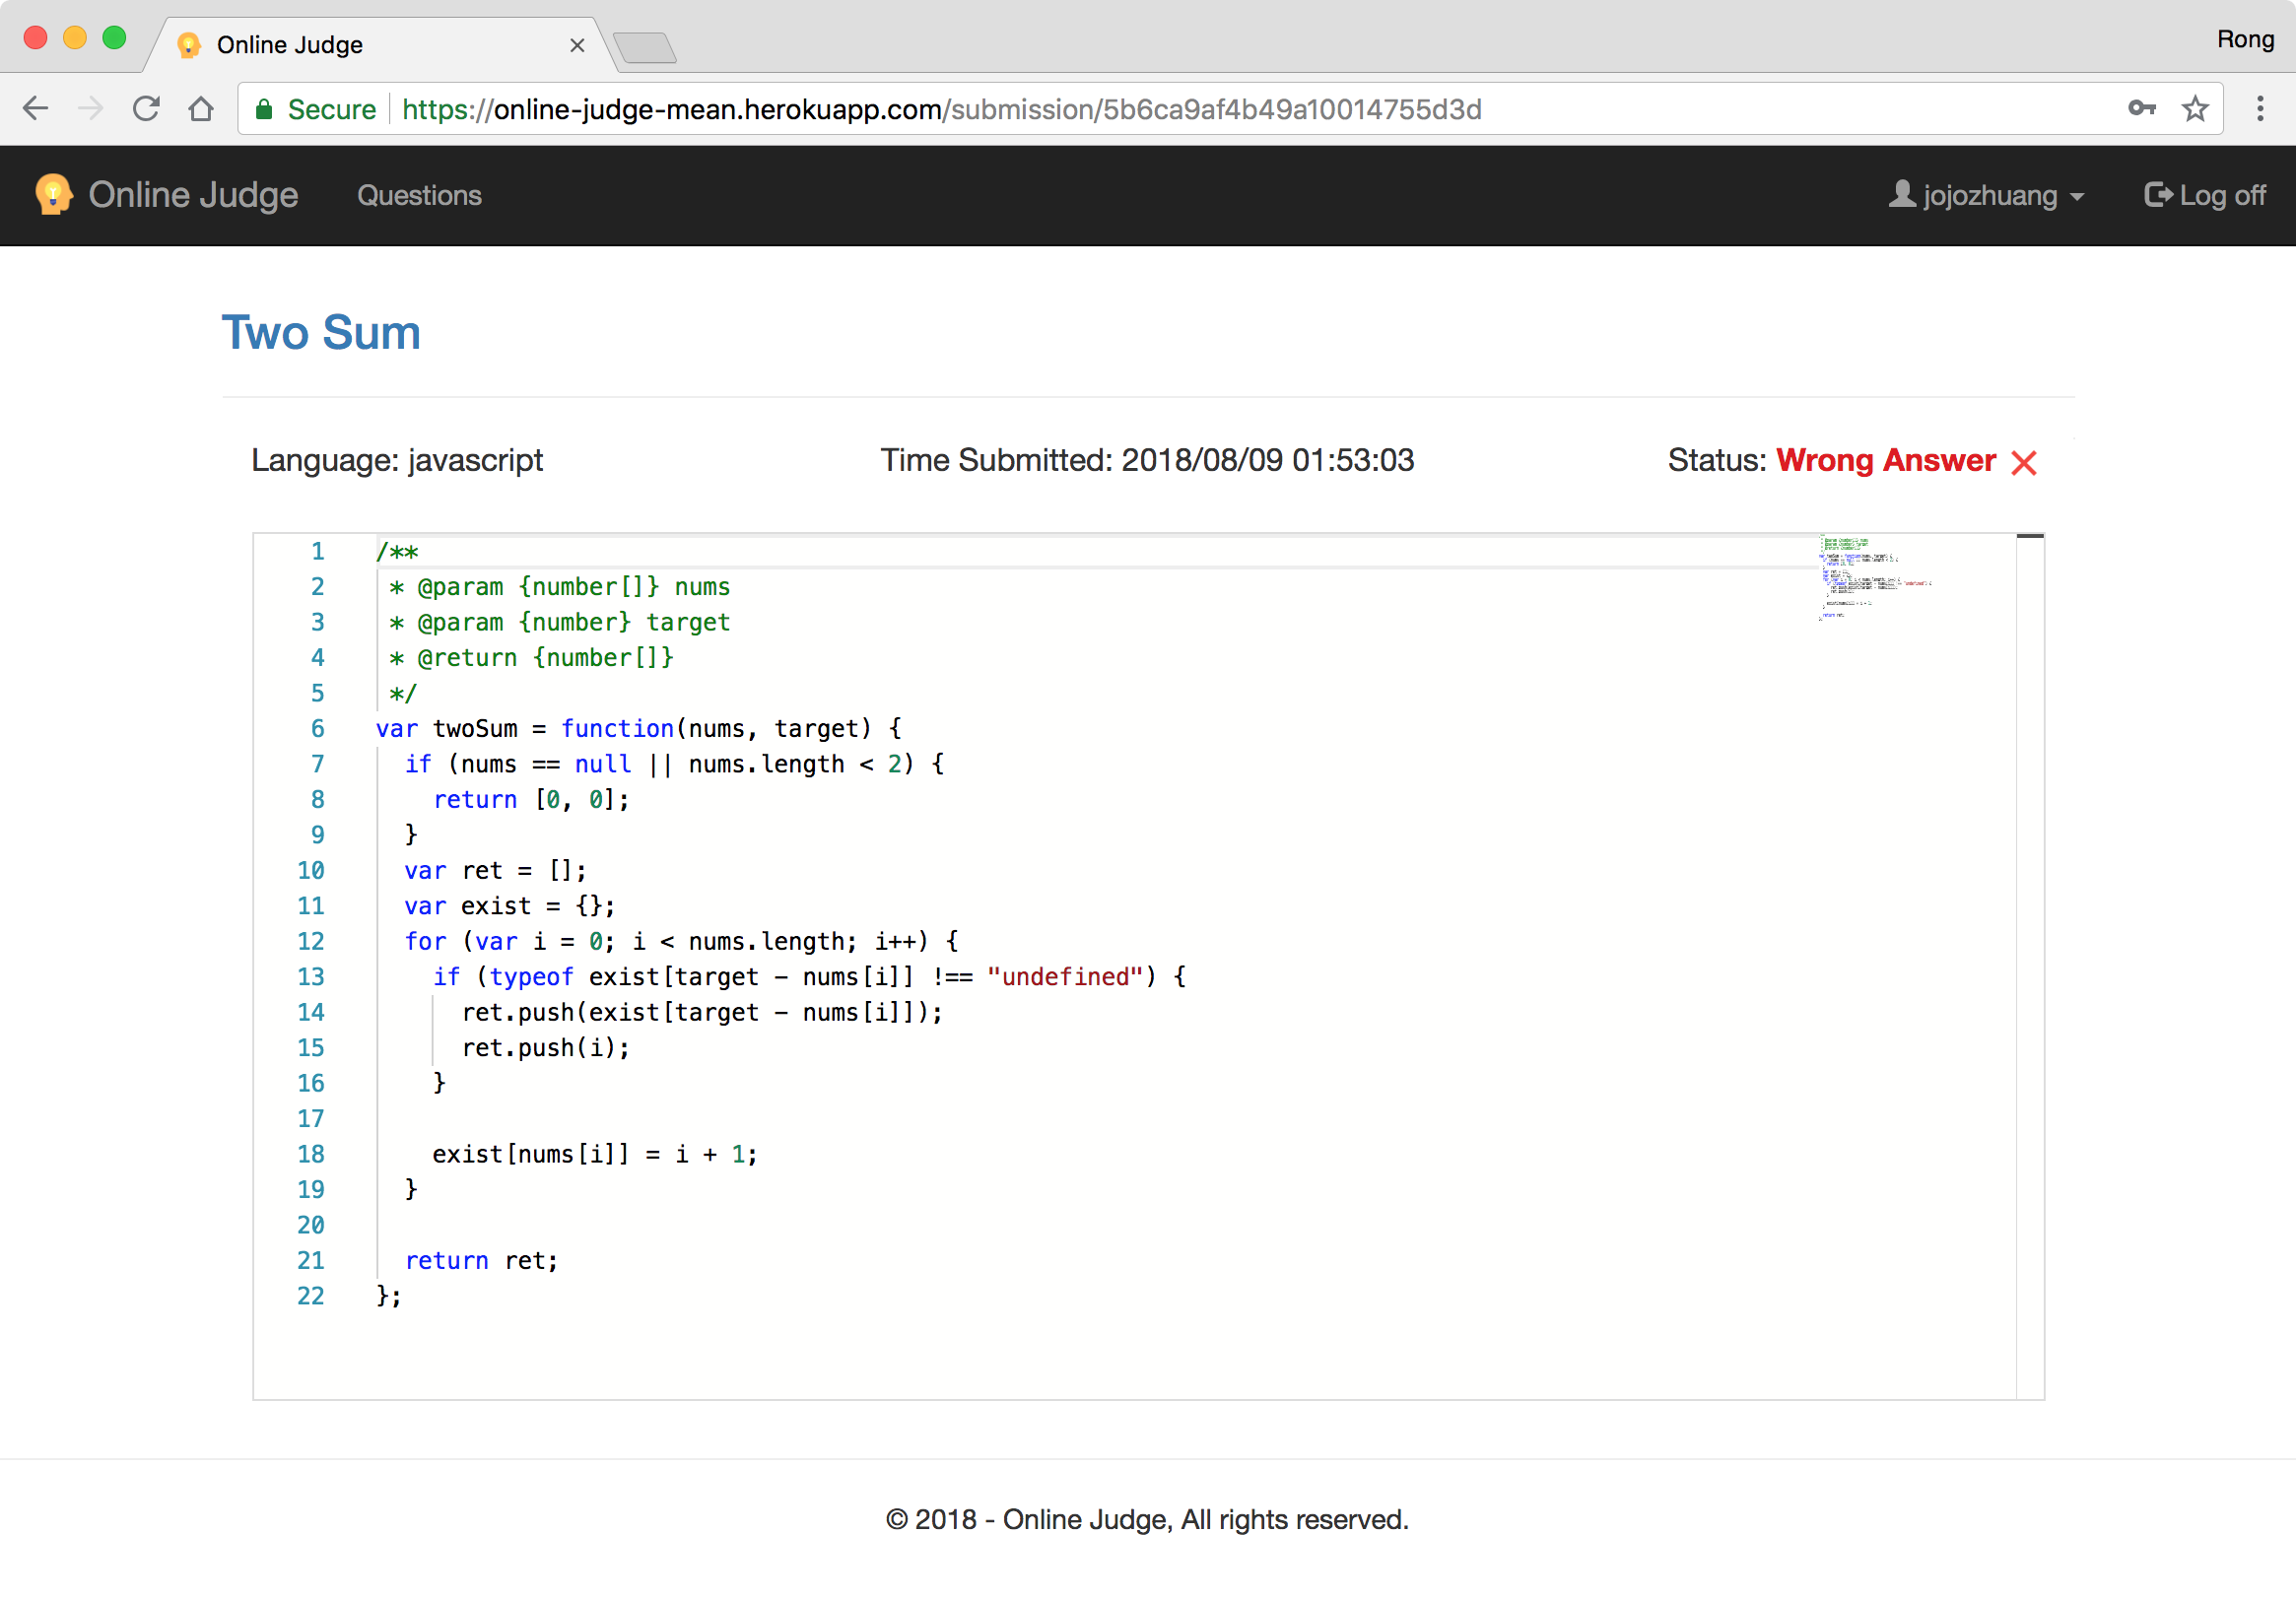 Online Judge
Rong
Secure https://online-judge-mean.herokuapp.com/submission/5b6ca9af4b49a10014755d3d
Online Judge Questions jojozhuang Log off
Two Sum
Language: javascript Time Submitted: 2018/08/09 01:53:03 Status: Wrong Answer
1 /**
2  * @param {number[]} nums
3  * @param {number} target
4  * @return {number[]}
5  */
6 var twoSum = function(nums, target) {
7   if (nums == null || nums.length < 2) {
8     return [0, 0];
9   }
10   var ret = [];
11   var exist = {};
12   for (var i = 0; i < nums.length; i++) {
13     if (typeof exist[target - nums[i]] !== "undefined") {
14       ret.push(exist[target - nums[i]]);
15       ret.push(i);
16     }
17
18     exist[nums[i]] = i + 1;
19   }
20
21   return ret;
22 };
© 2018 - Online Judge, All rights reserved.